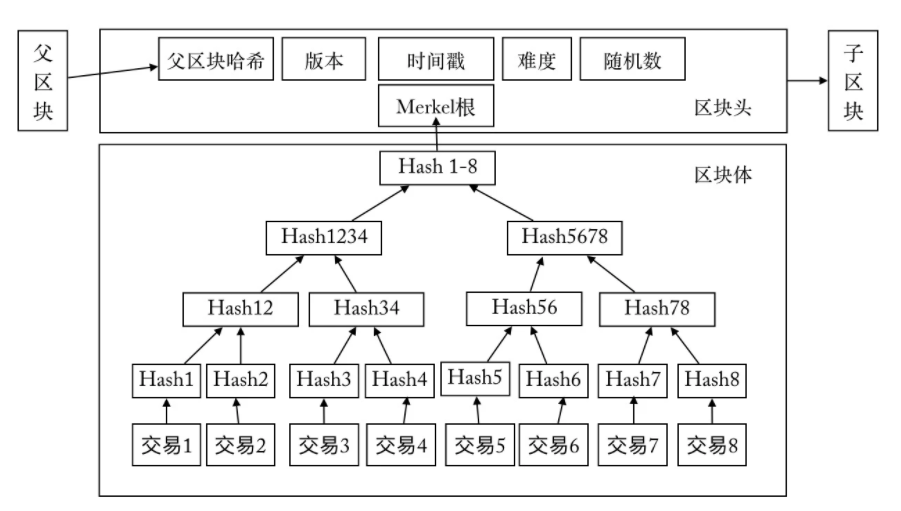 父区块
父区块哈希 版本 时间戳 难度 随机数
子区块
Merkel根
区块头
Hash 1-8
区块体
Hash1234 Hash5678
Hash12 Hash34 Hash56 Hash78
Hash1 Hash2 Hash3 Hash4 Hash5 Hash6 Hash7 Hash8
交易1 交易2 交易3 交易4 交易5 交易6 交易7 交易8